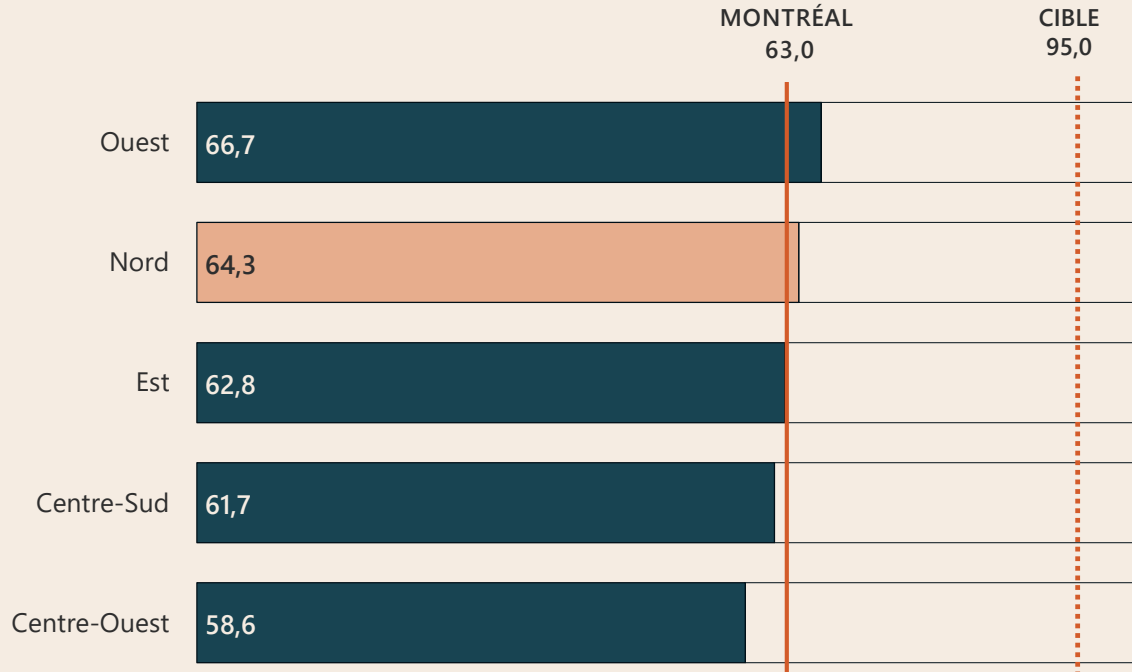 MONTRÉAL
63,0
CIBLE
95,0
Ouest
66,7
Nord
64,3
Est
62,8
Centre-Sud
61,7
Centre-Ouest
58,6